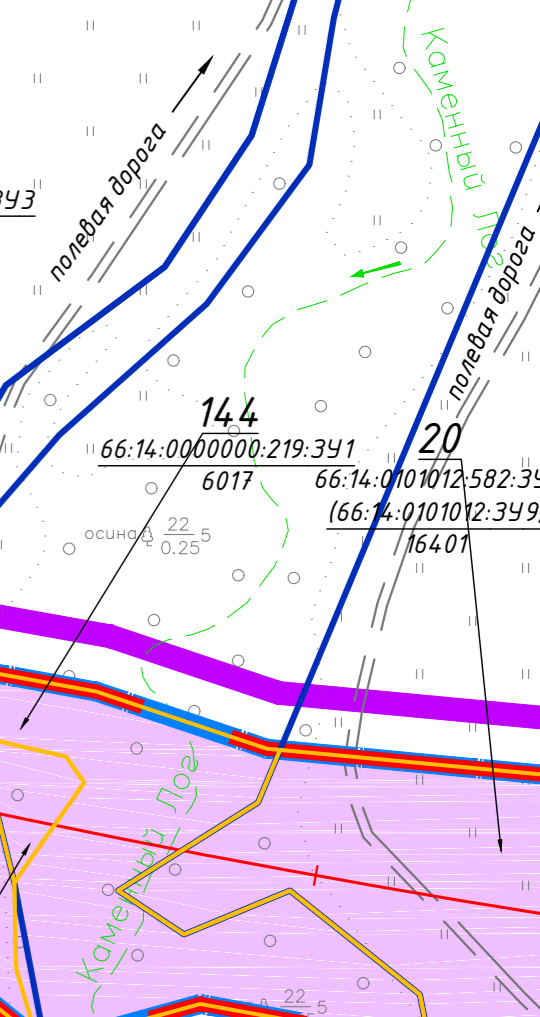 Каменный Лог
полевая дорога
ЗУ3
полевая дорога
144
66:14:0000000:219:ЗУ1
6017
20
66:14:0101012:582:ЗУ
(66:14:0101012:ЗУ9
16401
осина 22 5
0.25
Каменный Лог
22 5